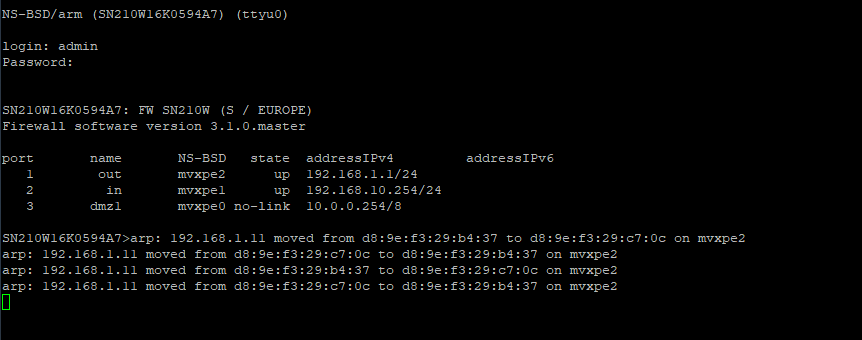 NS-BSD/arm (SN210W16K0594A7) (ttyu0)
login: admin
Password:
SN210W16K0594A7: FW SN210W (S / EUROPE)
Firewall software version 3.1.0.master
port name NS-BSD state addressIPv4 addressIPv6
1 out mvxpe2 up 192.168.1.1/24
2 in mvxpe1 up 192.168.10.254/24
3 dmz1 mvxpe0 no-link 10.0.0.254/8
SN210W16K0594A7>arp: 192.168.1.11 moved from d8:9e:f3:29:b4:37 to d8:9e:f3:29:c7:0c on mvxpe2
arp: 192.168.1.11 moved from d8:9e:f3:29:c7:0c to d8:9e:f3:29:b4:37 on mvxpe2
arp: 192.168.1.11 moved from d8:9e:f3:29:b4:37 to d8:9e:f3:29:c7:0c on mvxpe2
arp: 192.168.1.11 moved from d8:9e:f3:29:c7:0c to d8:9e:f3:29:b4:37 on mvxpe2